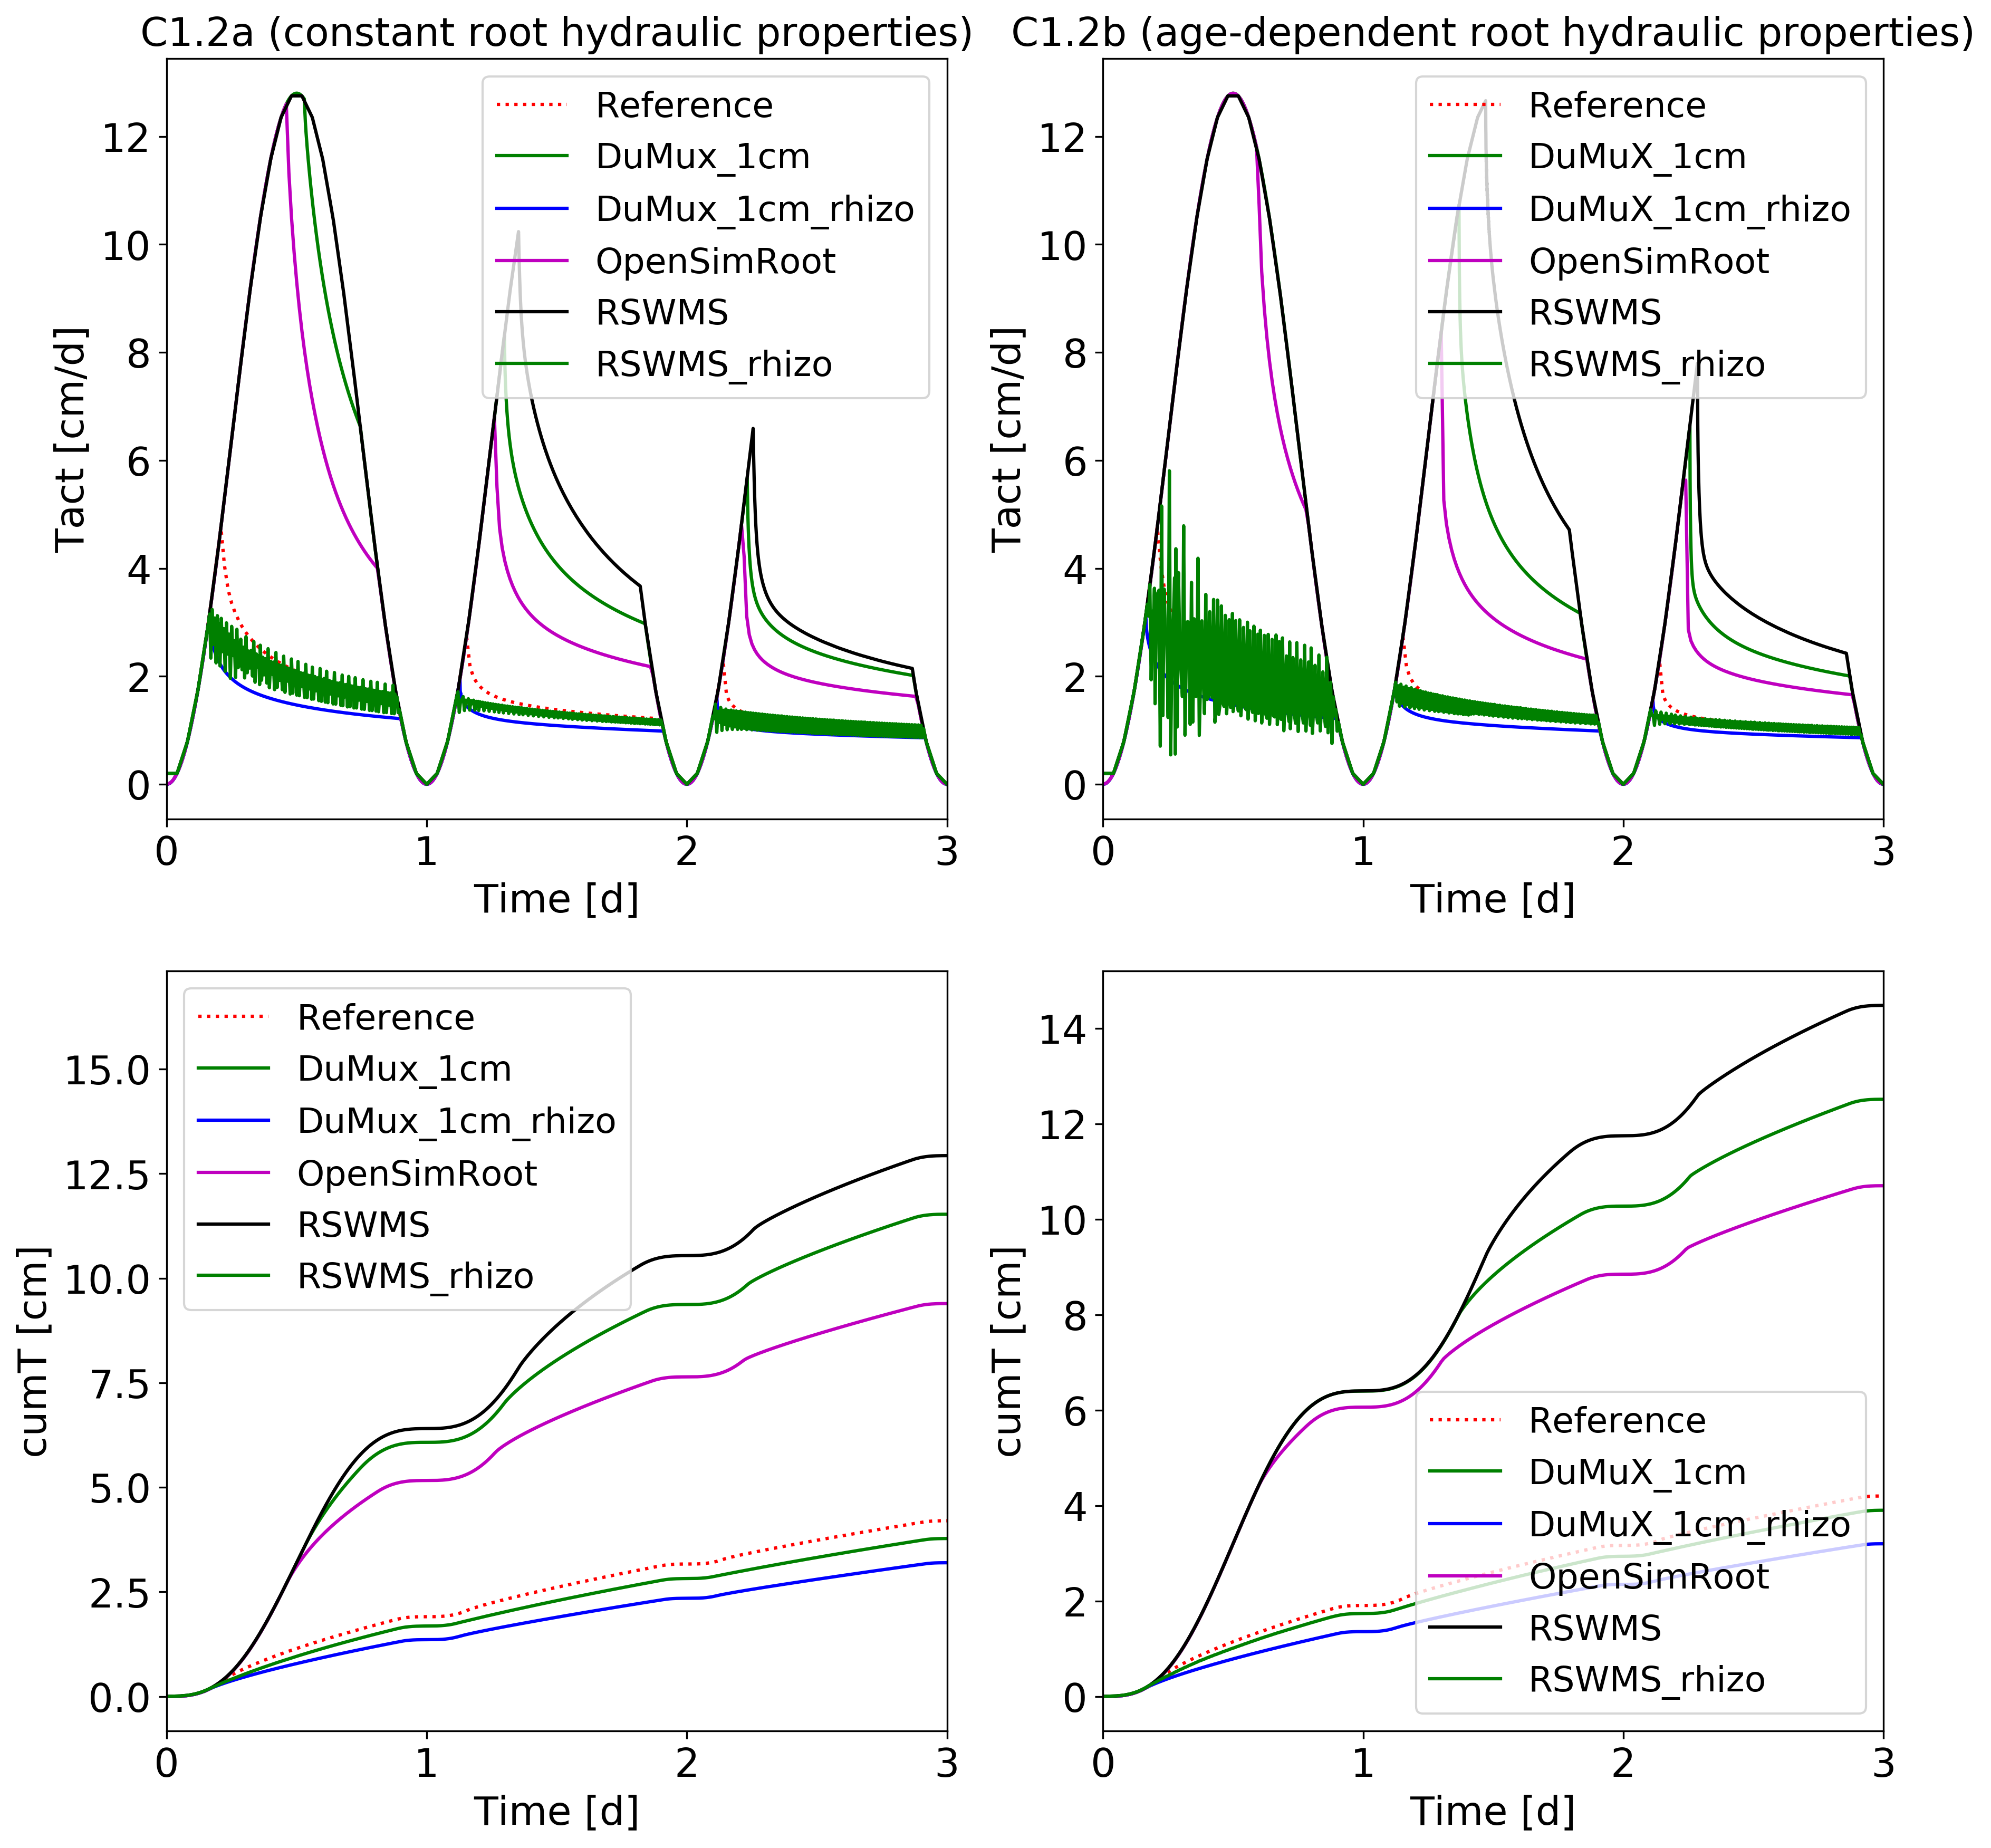 C1.2a (constant root hydraulic properties)
Tact [cm/d]
12
10
8
6
4
2
0
Reference
DuMux_1cm
DuMux_1cm_rhizo
OpenSimRoot
RSWMS
RSWMS_rhizo
0 1 2 3
Time [d]
C1.2b (age-dependent root hydraulic properties)
Tact [cm/d]
12
10
8
6
4
2
0
Reference
DuMuX_1cm
DuMuX_1cm_rhizo
OpenSimRoot
RSWMS
RSWMS_rhizo
0 1 2 3
Time [d]
cumT [cm]
15.0
12.5
10.0
7.5
5.0
2.5
0.0
Reference
DuMux_1cm
DuMux_1cm_rhizo
OpenSimRoot
RSWMS
RSWMS_rhizo
0 1 2 3
Time [d]
cumT [cm]
14
12
10
8
6
4
2
0
Reference
DuMuX_1cm
DuMuX_1cm_rhizo
OpenSimRoot
RSWMS
RSWMS_rhizo
0 1 2 3
Time [d]